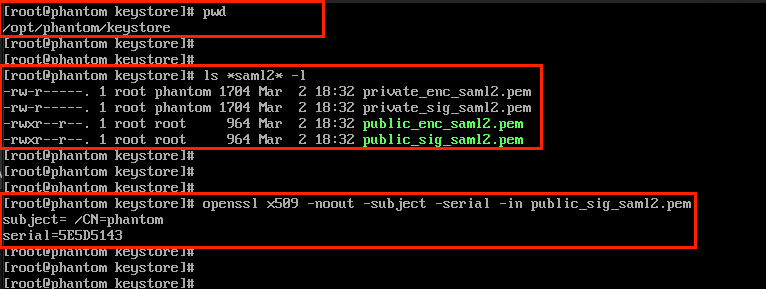 [root@phantom keystore]# pwd
/opt/phantom/keystore
[root@phantom keystore]#
[root@phantom keystore]#
[root@phantom keystore]# ls *saml2* -l
-rw-r-----. 1 root phantom 1704 Mar  2 18:32 private_enc_saml2.pem
-rw-r-----. 1 root phantom 1704 Mar  2 18:32 private_sig_saml2.pem
-rwxr--r--. 1 root root     964 Mar  2 18:32 public_enc_saml2.pem
-rwxr--r--. 1 root root     964 Mar  2 18:32 public_sig_saml2.pem
[root@phantom keystore]#
[root@phantom keystore]#
[root@phantom keystore]# openssl x509 -noout -subject -serial -in public_sig_saml2.pem
subject= /CN=phantom
serial=5E5D5143
[root@phantom keystore]#
[root@phantom keystore]#
[root@phantom keystore]#